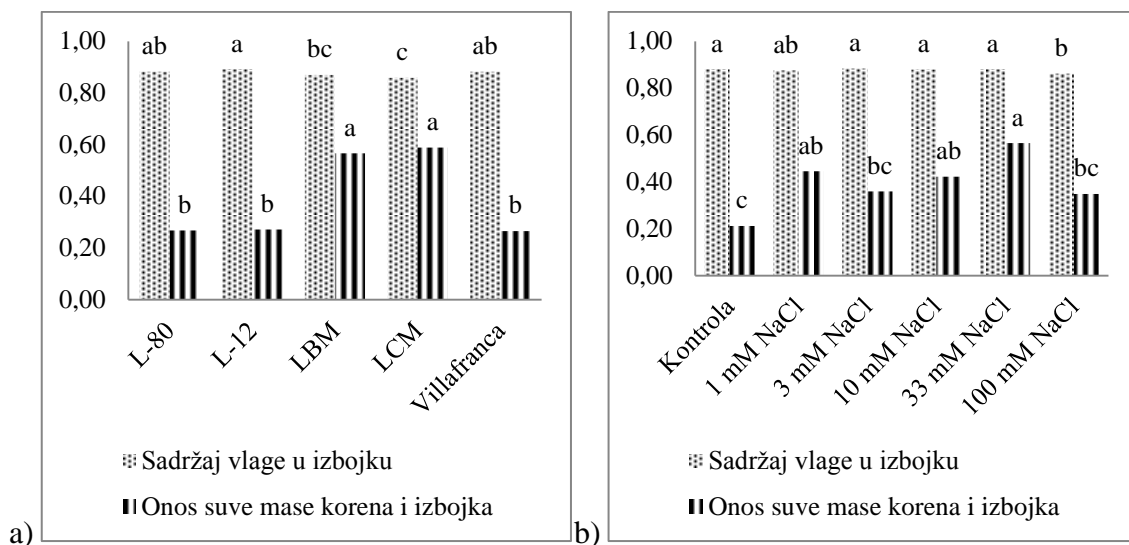 1,00
0,80
0,60
0,40
0,20
0,00
ab
a
bc
c
ab
b
b
a
a
b
L-80
L-12
LBM
LCM
Villafranca
Sadržaj vlage u izbojku
Onos suve mase korena i izbojka
a)
1,00
0,80
0,60
0,40
0,20
0,00
a
ab
a
a
a
b
c
ab
bc
ab
a
bc
Kontrola
1 mM NaCl
3 mM NaCl
10 mM NaCl
33 mM NaCl
100 mM NaCl
Sadržaj vlage u izbojku
Onos suve mase korena i izbojka
b)